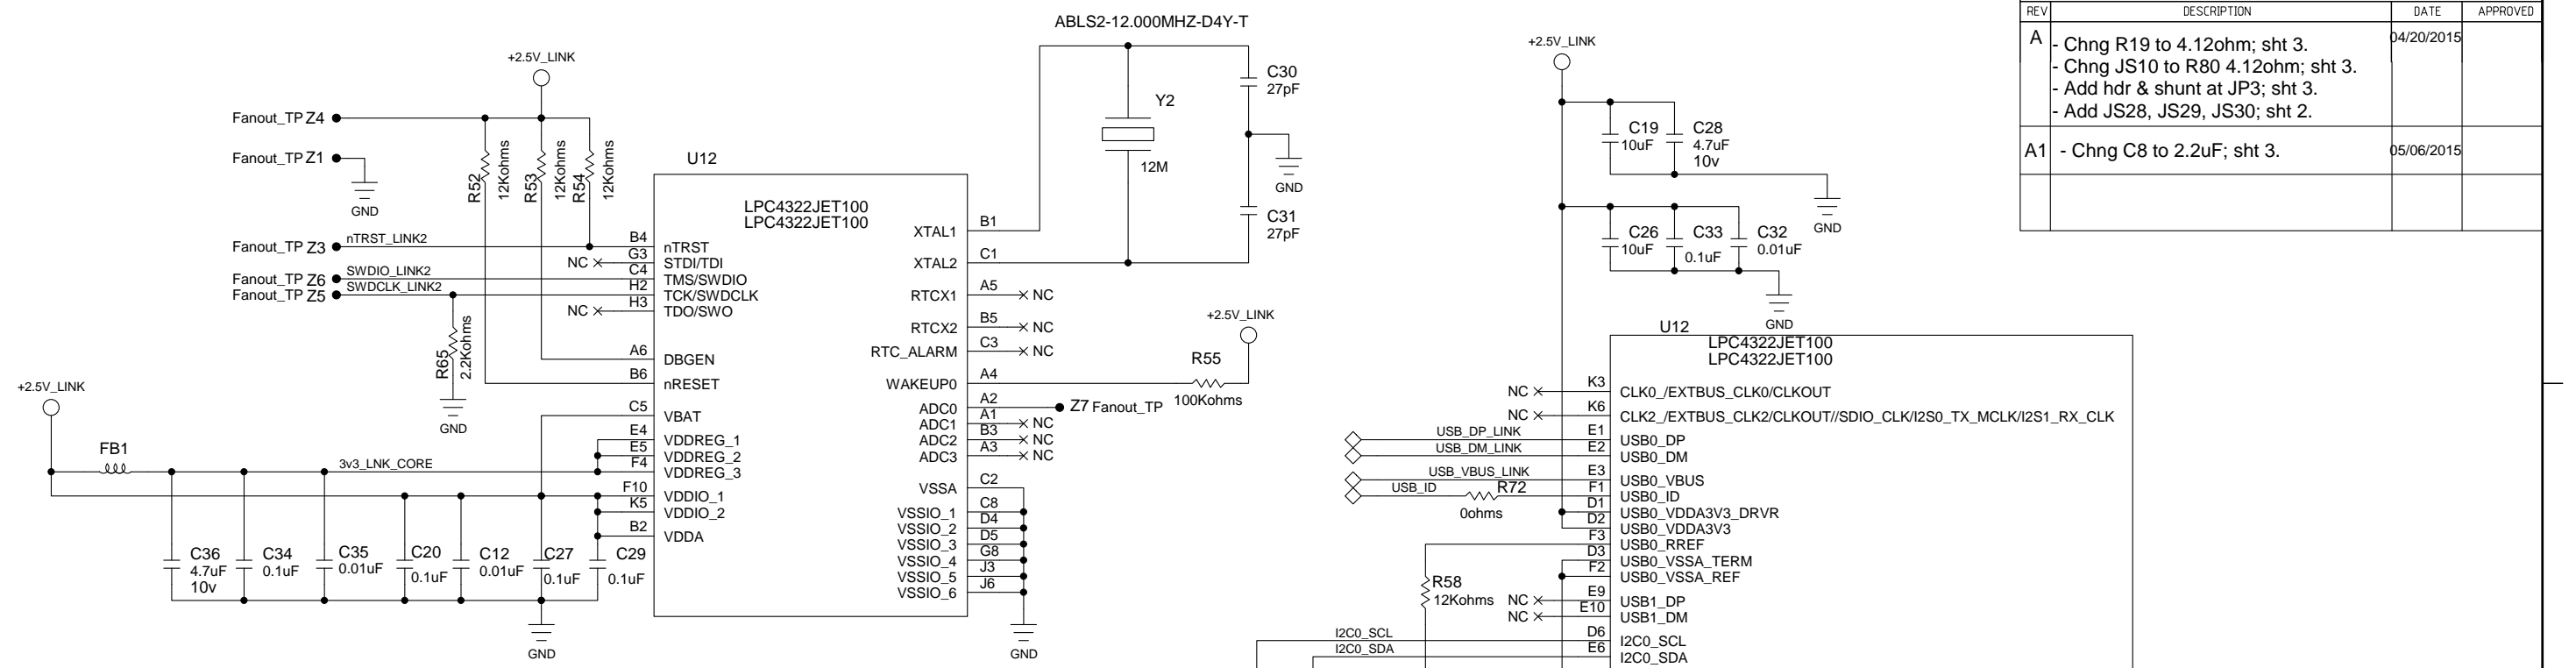 ABLS2-12.000MHZ-D4Y-T
REV DESCRIPTION DATE APPROVED
A - Chng R19 to 4.12ohm; sht 3. 04/20/2015
- Chng JS10 to R80 4.12ohm; sht 3.
- Add hdr & shunt at JP3; sht 3.
- Add JS28, JS29, JS30; sht 2.
A1 - Chng C8 to 2.2uF; sht 3. 05/06/2015
+2.5V_LINK
Fanout_TP Z4
Fanout_TP Z1
GND
R52 12Kohms
R53 12Kohms
R54 12Kohms
Fanout_TP Z3 nTRST_LINK2
Fanout_TP Z6 SWDIO_LINK2
Fanout_TP Z5 SWDCLK_LINK2
NC
NC
R65 2.2Kohms
GND
U12
LPC4322JET100
LPC4322JET100
B4 nTRST
G3 STDI/TDI
C4 TMS/SWDIO
H2 TCK/SWDCLK
H3 TDO/SWO
A6 DBGEN
B6 nRESET
C5 VBAT
E4 VDDREG_1
E5 VDDREG_2
F4 VDDREG_3
F10 VDDIO_1
K5 VDDIO_2
B2 VDDA
XTAL1 B1
XTAL2 C1
RTCX1 A5 NC
RTCX2 B5 NC
RTC_ALARM C3 NC
WAKEUP0 A4
ADC0 A2 Z7 Fanout_TP
ADC1 A1 NC
ADC2 B3 NC
ADC3 A3 NC
VSSA C2
VSSIO_1 C8
VSSIO_2 D4
VSSIO_3 D5
VSSIO_4 G8
VSSIO_5 J3
VSSIO_6 J6
GND
+2.5V_LINK
FB1
3v3_LNK_CORE
C36 4.7uF 10v
C34 0.1uF
C35 0.01uF
C20 0.1uF
C12 0.01uF
C27 0.1uF
C29 0.1uF
GND
Y2
12M
C30
27pF
GND
C31
27pF
+2.5V_LINK
R55
100Kohms
+2.5V_LINK
C19 10uF
C28 4.7uF 10v
GND
C26 10uF
C33 0.1uF
C32 0.01uF
GND
U12
LPC4322JET100
LPC4322JET100
NC K3 CLK0_/EXTBUS_CLK0/CLKOUT
NC K6 CLK2_/EXTBUS_CLK2/CLKOUT//SDIO_CLK/I2S0_TX_MCLK/I2S1_RX_CLK
USB_DP_LINK E1 USB0_DP
USB_DM_LINK E2 USB0_DM
USB_VBUS_LINK E3 USB0_VBUS
USB_ID R72 F1 USB0_ID
0ohms
D1 USB0_VDDA3V3_DRVR
D2 USB0_VDDA3V3
F3 USB0_RREF
D3 USB0_VSSA_TERM
F2 USB0_VSSA_REF
R58
12Kohms
NC E9 USB1_DP
NC E10 USB1_DM
I2C0_SCL D6 I2C0_SCL
I2C0_SDA E6 I2C0_SDA